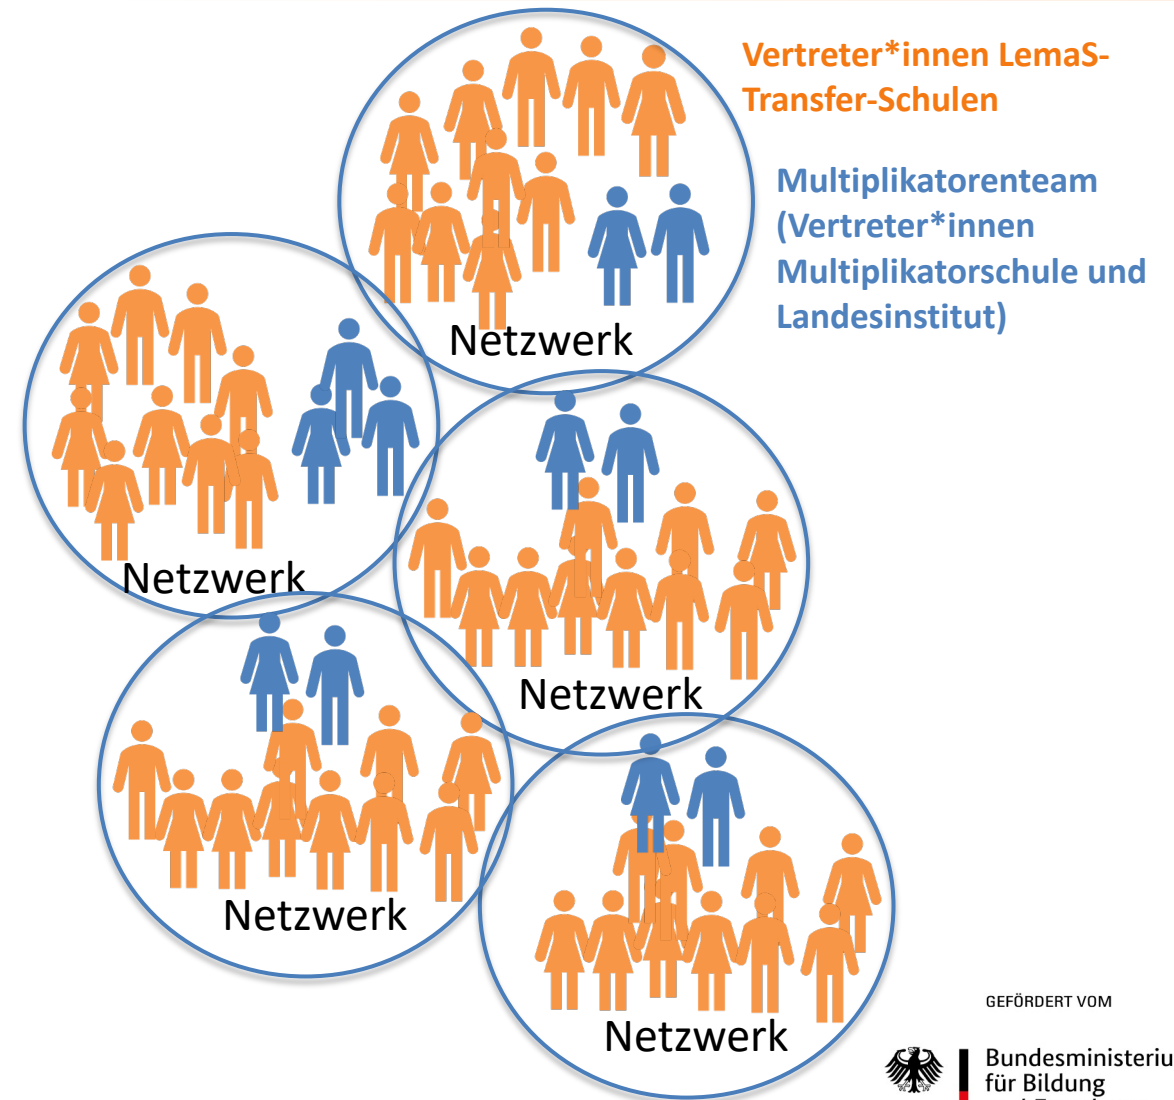 Vertreter*innen LemaS-
Transfer-Schulen
Multiplikatorenteam
(Vertreter*innen
Multiplikatorschule und
Landesinstitut)
Netzwerk
Netzwerk
Netzwerk
Netzwerk
Netzwerk
GEFÖRDERT VOM
Bundesministeriu
für Bildung